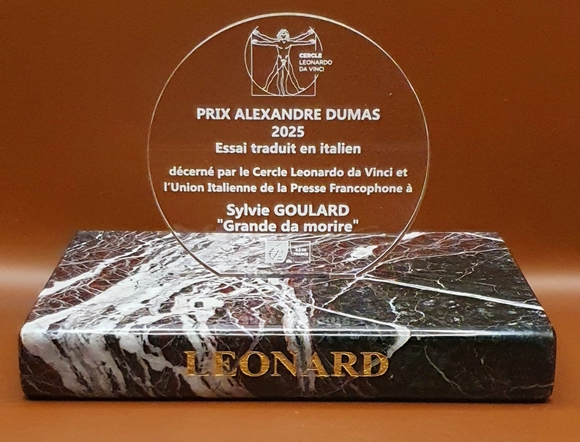 CERCLE
LEONARDO
DA VINCI
PRIX ALEXANDRE DUMAS
2025
Essai traduit en italien
décerné par le Cercle Leonardo da Vinci et
l'Union Italienne de la Presse Francophone à
Sylvie GOULARD
"Grande da morire"
LEONARD